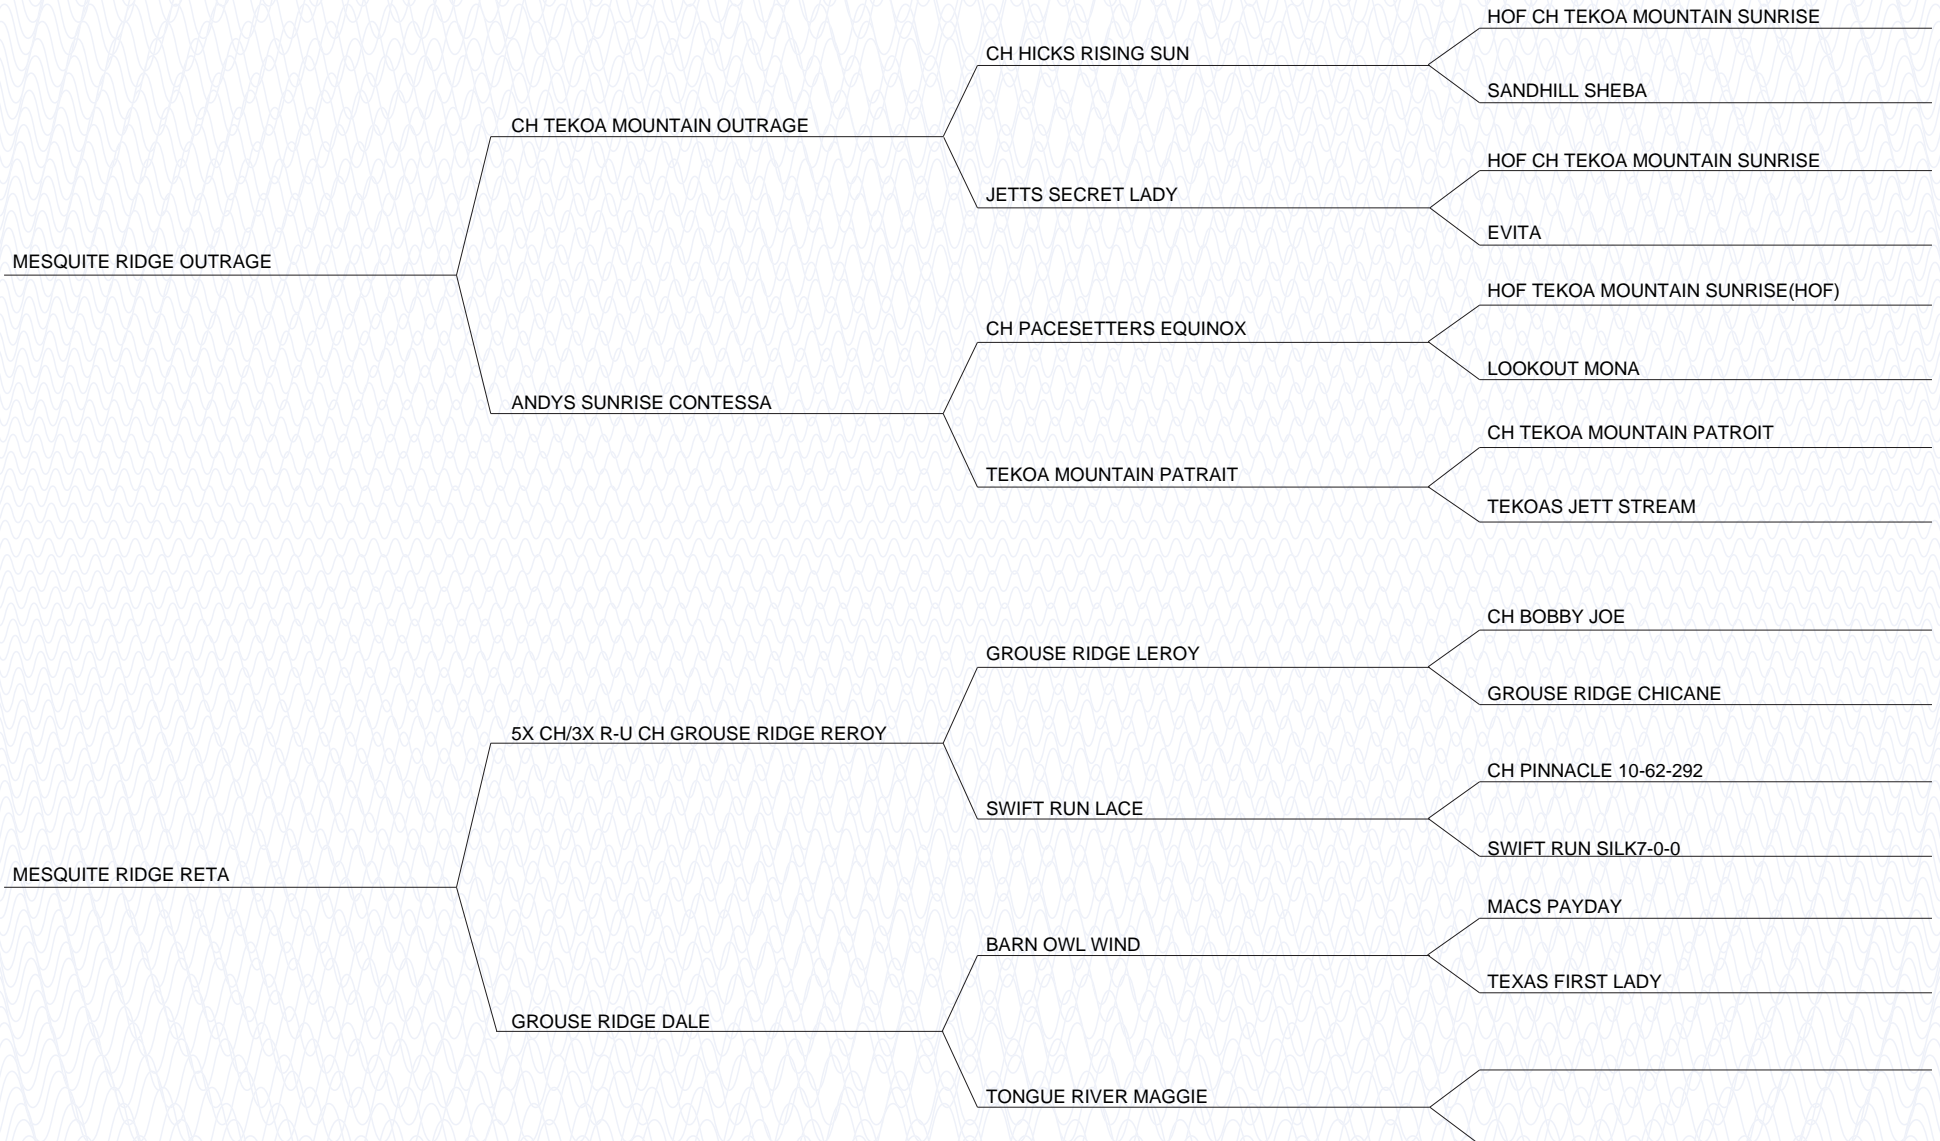 HOF CH TEKOA MOUNTAIN SUNRISE
CH HICKS RISING SUN
SANDHILL SHEBA
CH TEKOA MOUNTAIN OUTRAGE
HOF CH TEKOA MOUNTAIN SUNRISE
JETTS SECRET LADY
EVITA
MESQUITE RIDGE OUTRAGE
HOF TEKOA MOUNTAIN SUNRISE(HOF)
CH PACESETTERS EQUINOX
LOOKOUT MONA
ANDYS SUNRISE CONTESSA
CH TEKOA MOUNTAIN PATROIT
TEKOA MOUNTAIN PATRAIT
TEKOAS JETT STREAM
CH BOBBY JOE
GROUSE RIDGE LEROY
GROUSE RIDGE CHICANE
5X CH/3X R-U CH GROUSE RIDGE REROY
CH PINNACLE 10-62-292
SWIFT RUN LACE
SWIFT RUN SILK7-0-0
MESQUITE RIDGE RETA
MACS PAYDAY
BARN OWL WIND
TEXAS FIRST LADY
GROUSE RIDGE DALE
TONGUE RIVER MAGGIE